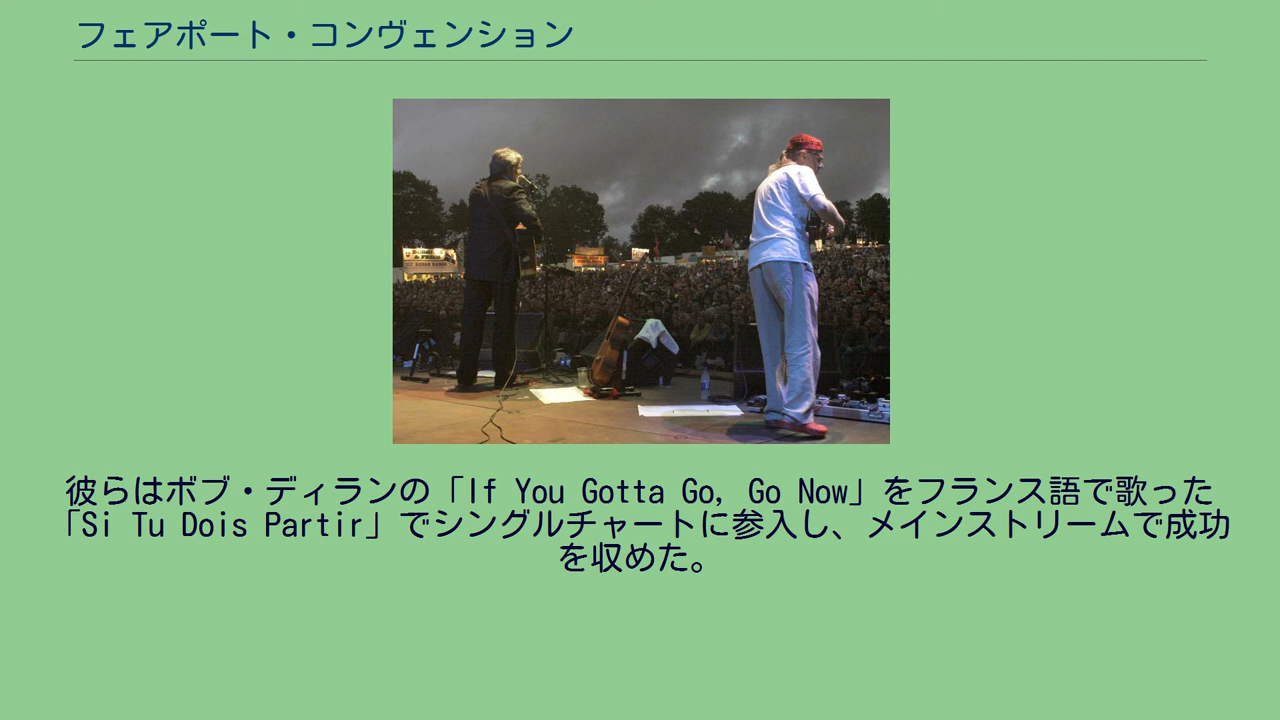 フェアポート・コンヴェンション
彼らはボブ・ディランの「If You Gotta Go, Go Now」をフランス語で歌った
「Si Tu Dois Partir」でシングルチャートに参入し、メインストリームで成功
を収めた。